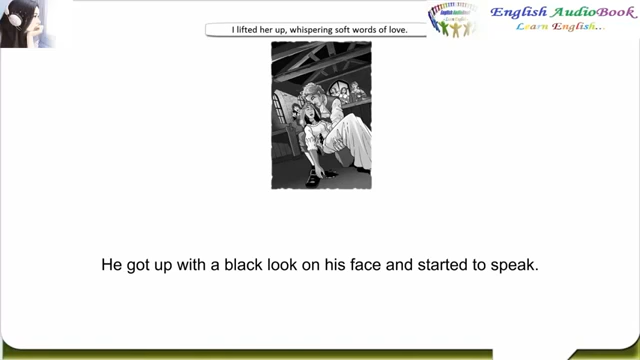 I lifted her up, whispering soft words of love.
English AudioBook
Learn English...
He got up with a black look on his face and started to speak.